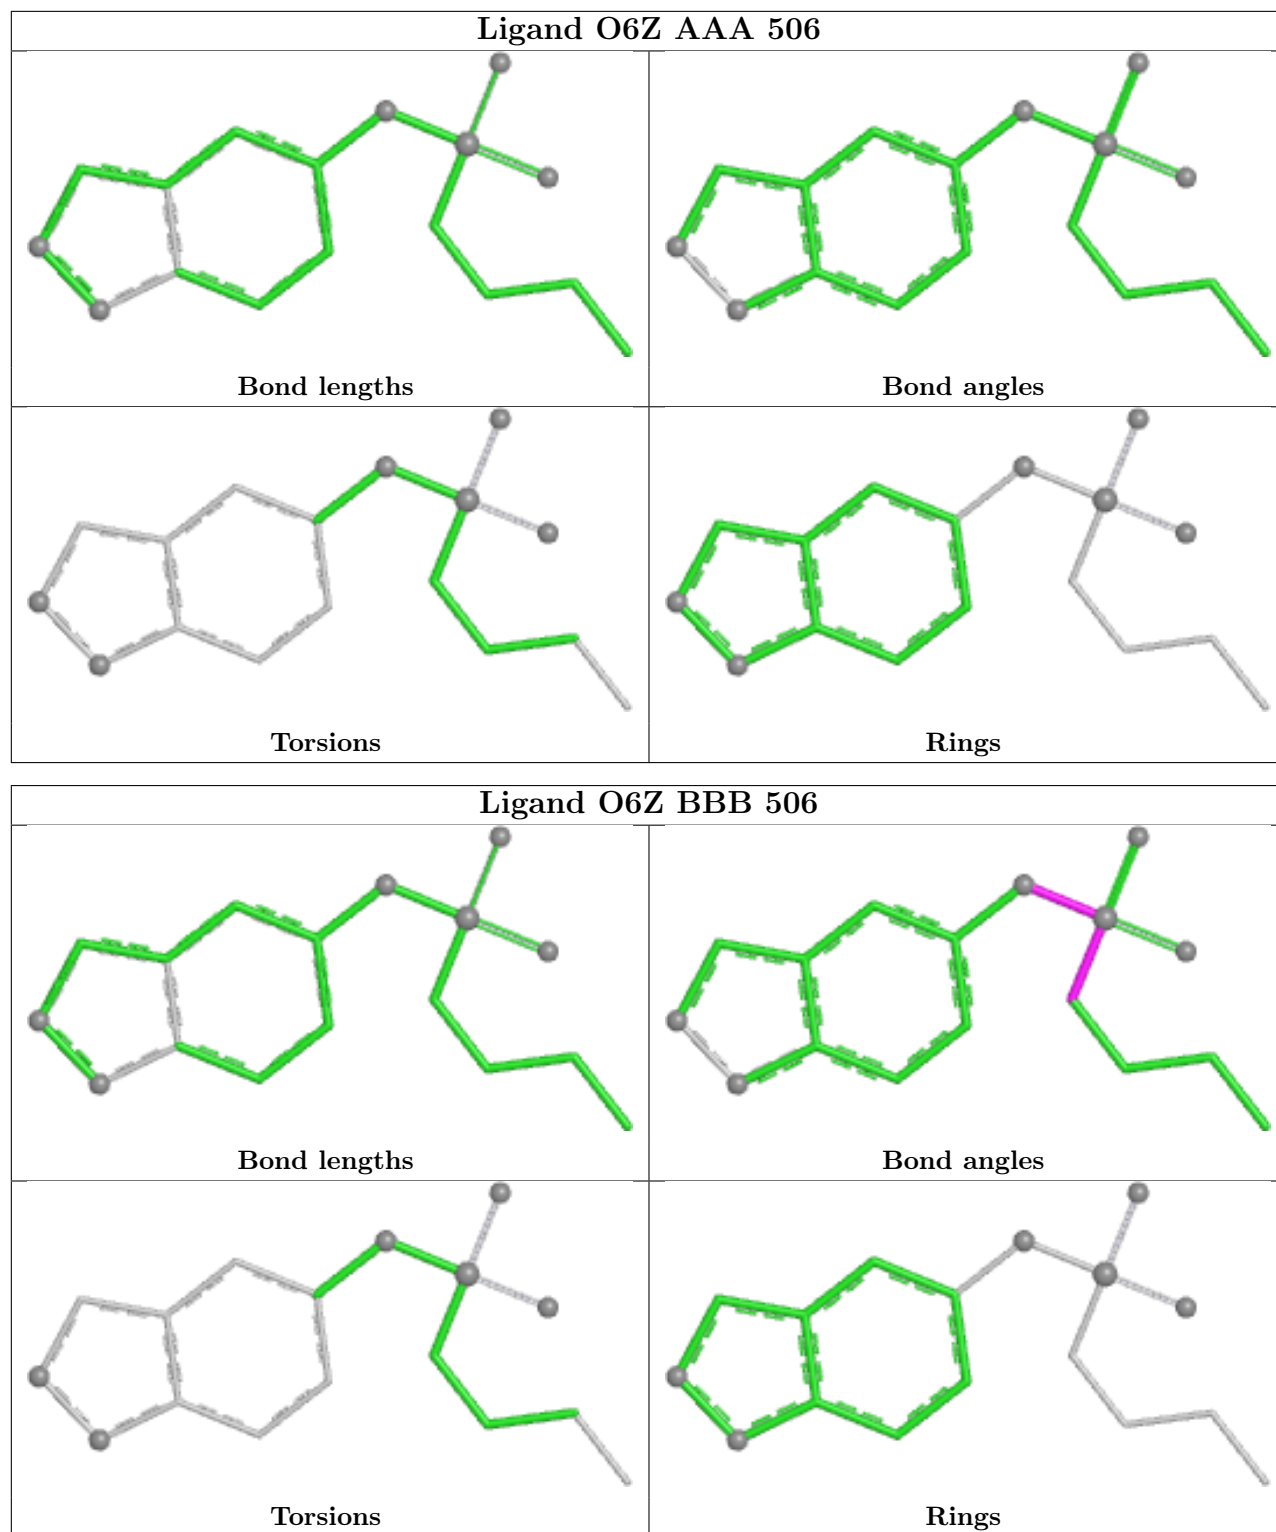 Ligand O6Z AAA 506
Bond lengths
Bond angles
Torsions
Rings
Ligand O6Z BBB 506
Bond lengths
Bond angles
Torsions
Rings